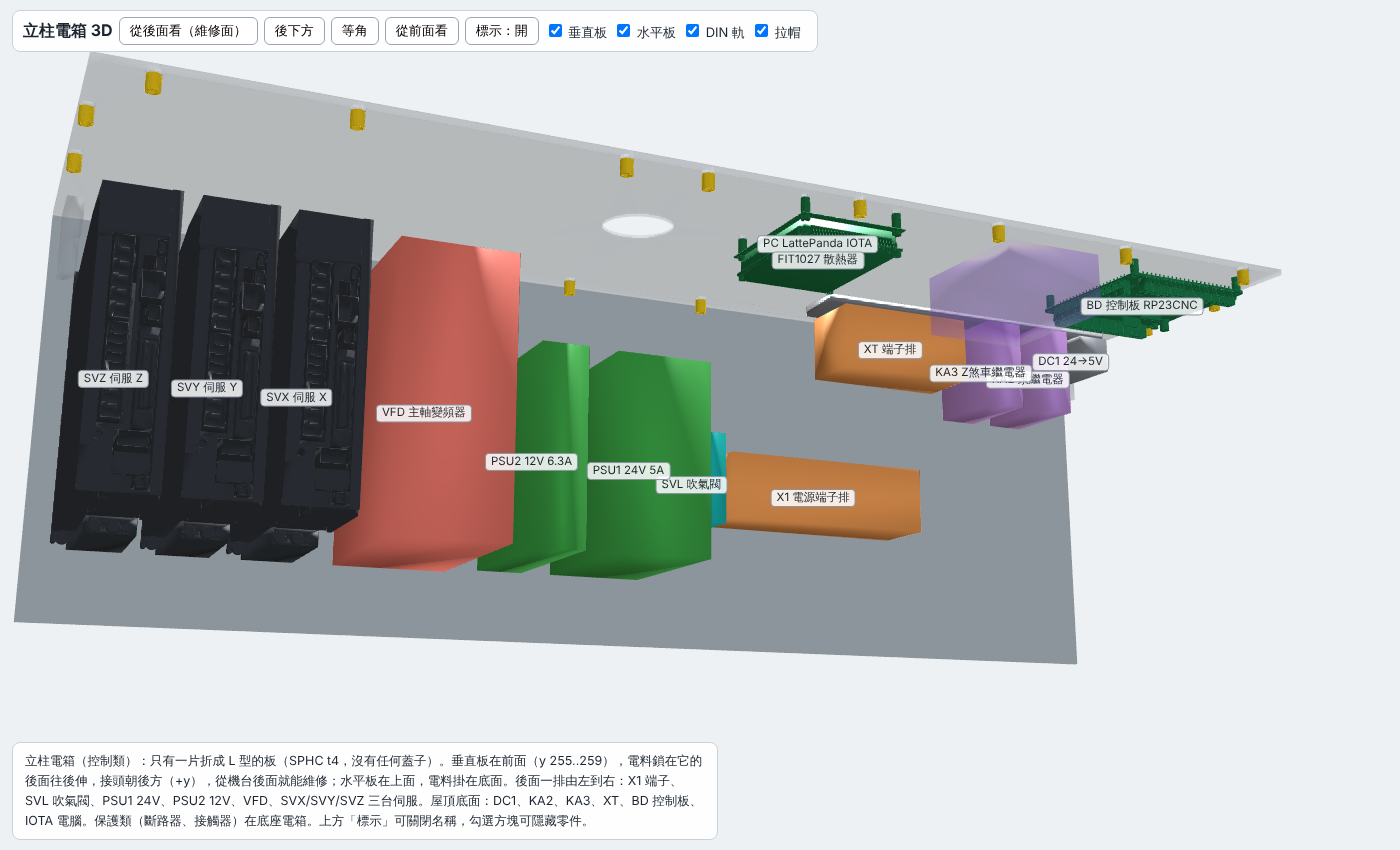 立柱電箱 3D
從後面看（維修面）
後下方
等角
從前面看
標示：開
垂直板
水平板
DIN 軌
拉帽
PC LattePanda IOTA
FIT1027 散熱器
BD 控制板 RP23CNC
XT 端子排
DC1 24→5V
KA3 Z煞車繼電器
繼電器
SVZ 伺服 Z
SVY 伺服 Y
SVX 伺服 X
VFD 主軸變頻器
PSU2 12V 6.3A
PSU1 24V 5A
SVL 吹氣閥
X1 電源端子排
立柱電箱（控制類）：只有一片折成 L 型的板（SPHC t4，沒有任何蓋子）。垂直板在前面（y 255..259），電料鎖在它的
後面往後伸，接頭朝後方（+y），從機台後面就能維修；水平板在上面，電料掛在底面。後面一排由左到右：X1 端子、
SVL 吹氣閥、PSU1 24V、PSU2 12V、VFD、SVX/SVY/SVZ 三台伺服。屋頂底面：DC1、KA2、KA3、XT、BD 控制板、
IOTA 電腦。保護類（斷路器、接觸器）在底座電箱。上方「標示」可關閉名稱，勾選方塊可隱藏零件。